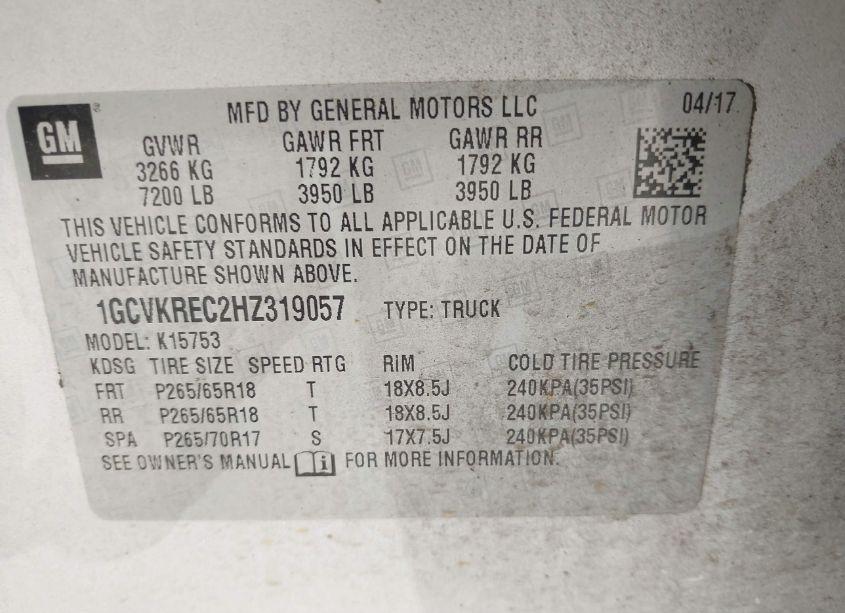 GM ®
MFD BY GENERAL MOTORS LLC 04/17
GVWR GAWR FRT GAWR RR
3266 KG 1792 KG 1792 KG
7200 LB 3950 LB 3950 LB
THIS VEHICLE CONFORMS TO ALL APPLICABLE U.S. FEDERAL MOTOR
VEHICLE SAFETY STANDARDS IN EFFECT ON THE DATE OF
MANUFACTURE SHOWN ABOVE.
1GCVKREC2HZ319057 TYPE: TRUCK
MODEL: K15753
KDSG TIRE SIZE SPEED RTG RIM COLD TIRE PRESSURE
FRT P265/65R18 T 18X8.5J 240KPA(35PSI)
RR P265/65R18 T 18X8.5J 240KPA(35PSI)
SPA P265/70R17 S 17X7.5J 240KPA(35PSI)
SEE OWNER'S MANUAL i FOR MORE INFORMATION.